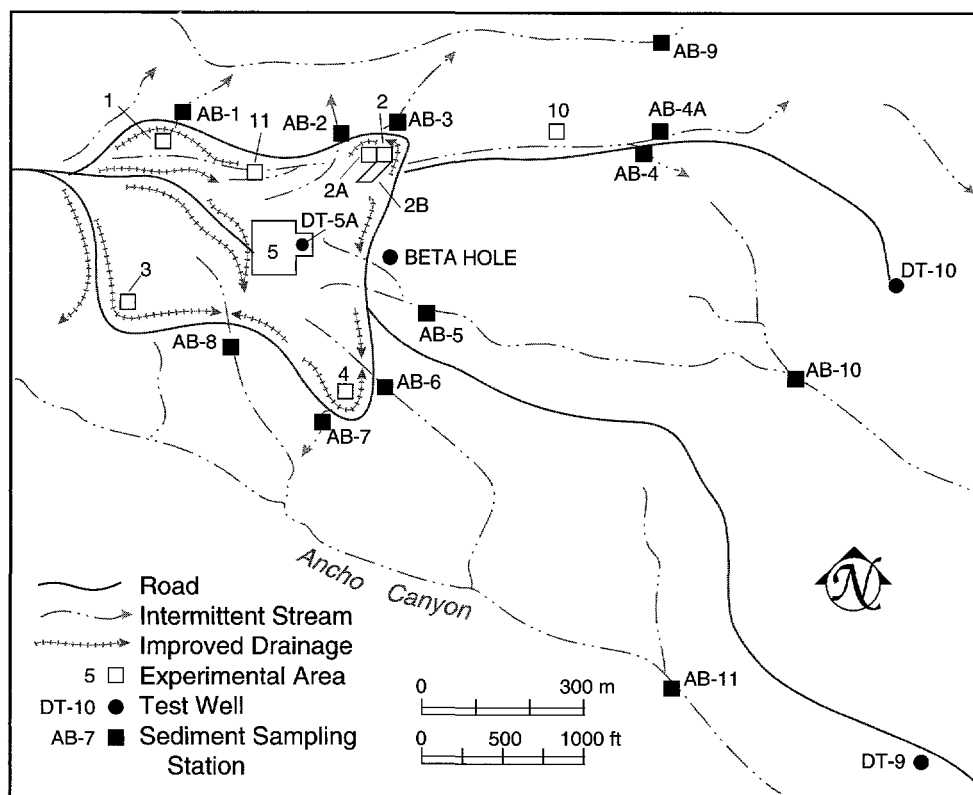 AB-9
1
AB-1
11
AB-2
2
AB-3
10
AB-4A
AB-4
2A
2B
DT-5A
5
BETA HOLE
DT-10
3
AB-5
AB-8
4
AB-6
AB-10
AB-7
Ancho Canyon
N
Road
Intermittent Stream
Improved Drainage
5 Experimental Area
DT-10 Test Well
AB-7 Sediment Sampling
Station
0 300 m
0 500 1000 ft
AB-11
DT-9